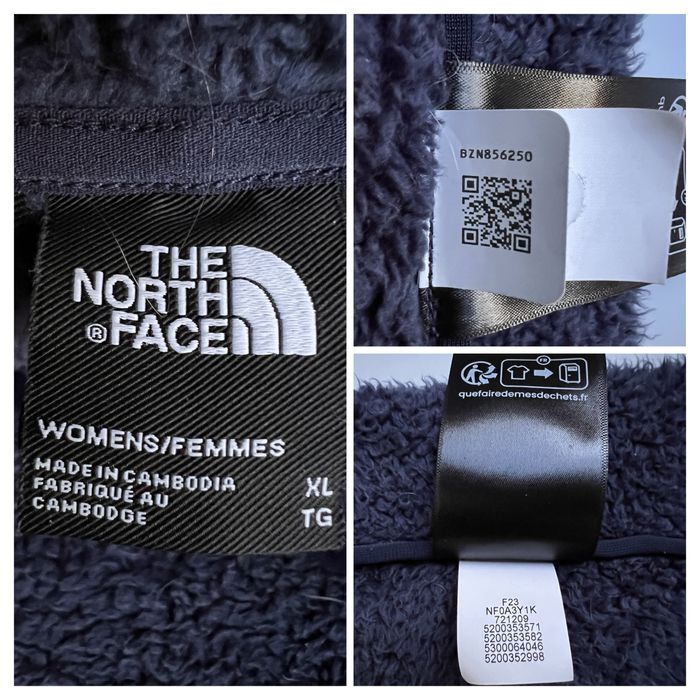 THE
NORTH
® FACE
WOMENS/FEMMES
MADE IN CAMBODIA
FABRIQUÉ AU
CAMBODGE
XL
TG
BZN856250
FR
quefairedemesdechets.fr
F23
NF0A3Y1K
721209
5200353571
5200353582
5300064046
5200352998